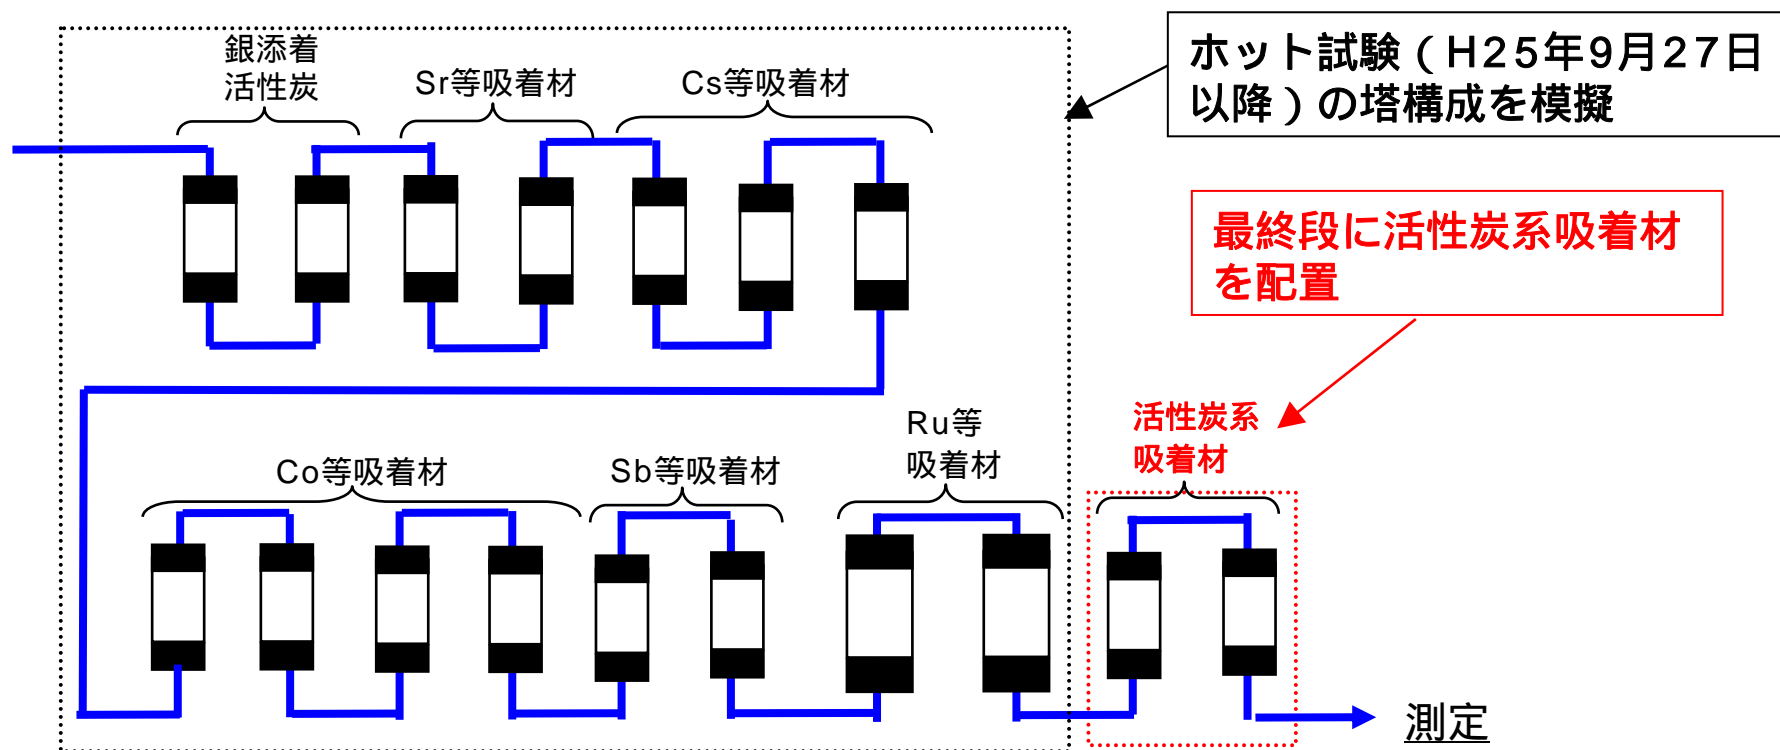 銀添着
活性炭
Sr等吸着材
Cs等吸着材
ホット試験（H25年9月27日
以降）の塔構成を模擬
最終段に活性炭系吸着材
を配置
Co等吸着材
Sb等吸着材
Ru等
吸着材
活性炭系
吸着材
測定